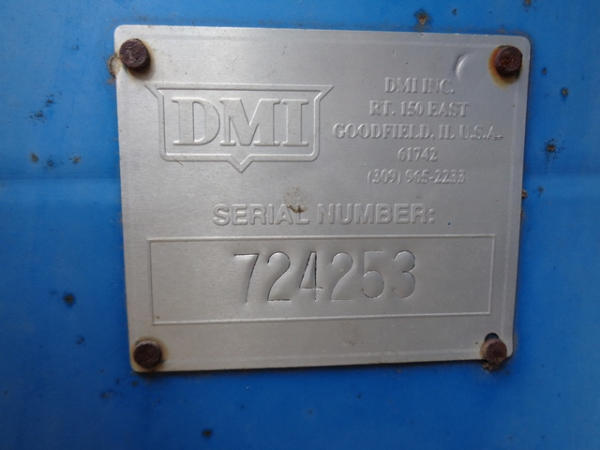 DMI
DMI INC.
RT. 150 EAST
GOODFIELD, IL U.S.A.
61742
(309) 965-2233
SERIAL NUMBER:
724253